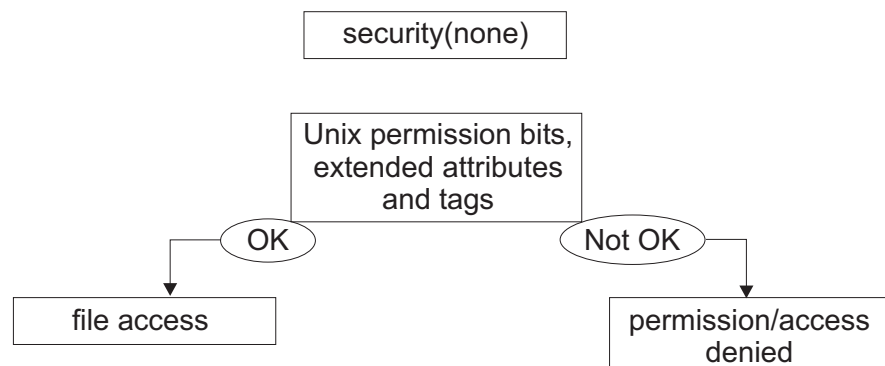 security(none)
Unix permission bits,
extended attributes
and tags
OK
Not OK
file access
permission/access
denied